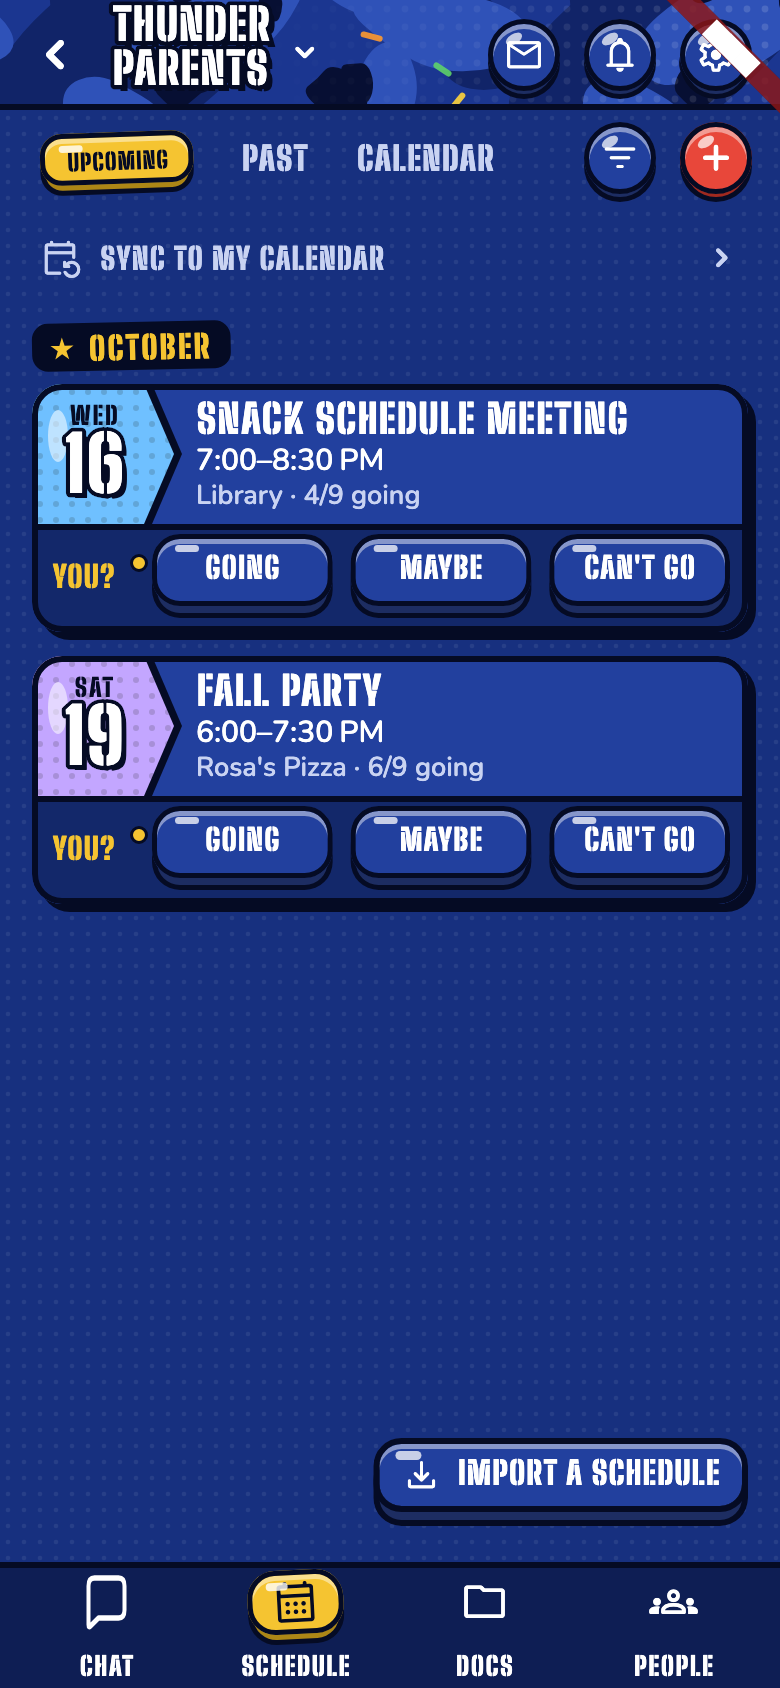 THUNDER
PARENTS
UPCOMING
PAST
CALENDAR
SYNC TO MY CALENDAR
★ OCTOBER
WED
16
SNACK SCHEDULE MEETING
7:00–8:30 PM
Library · 4/9 going
YOU?
GOING
MAYBE
CAN'T GO
SAT
19
FALL PARTY
6:00–7:30 PM
Rosa's Pizza · 6/9 going
YOU?
GOING
MAYBE
CAN'T GO
IMPORT A SCHEDULE
CHAT
SCHEDULE
DOCS
PEOPLE